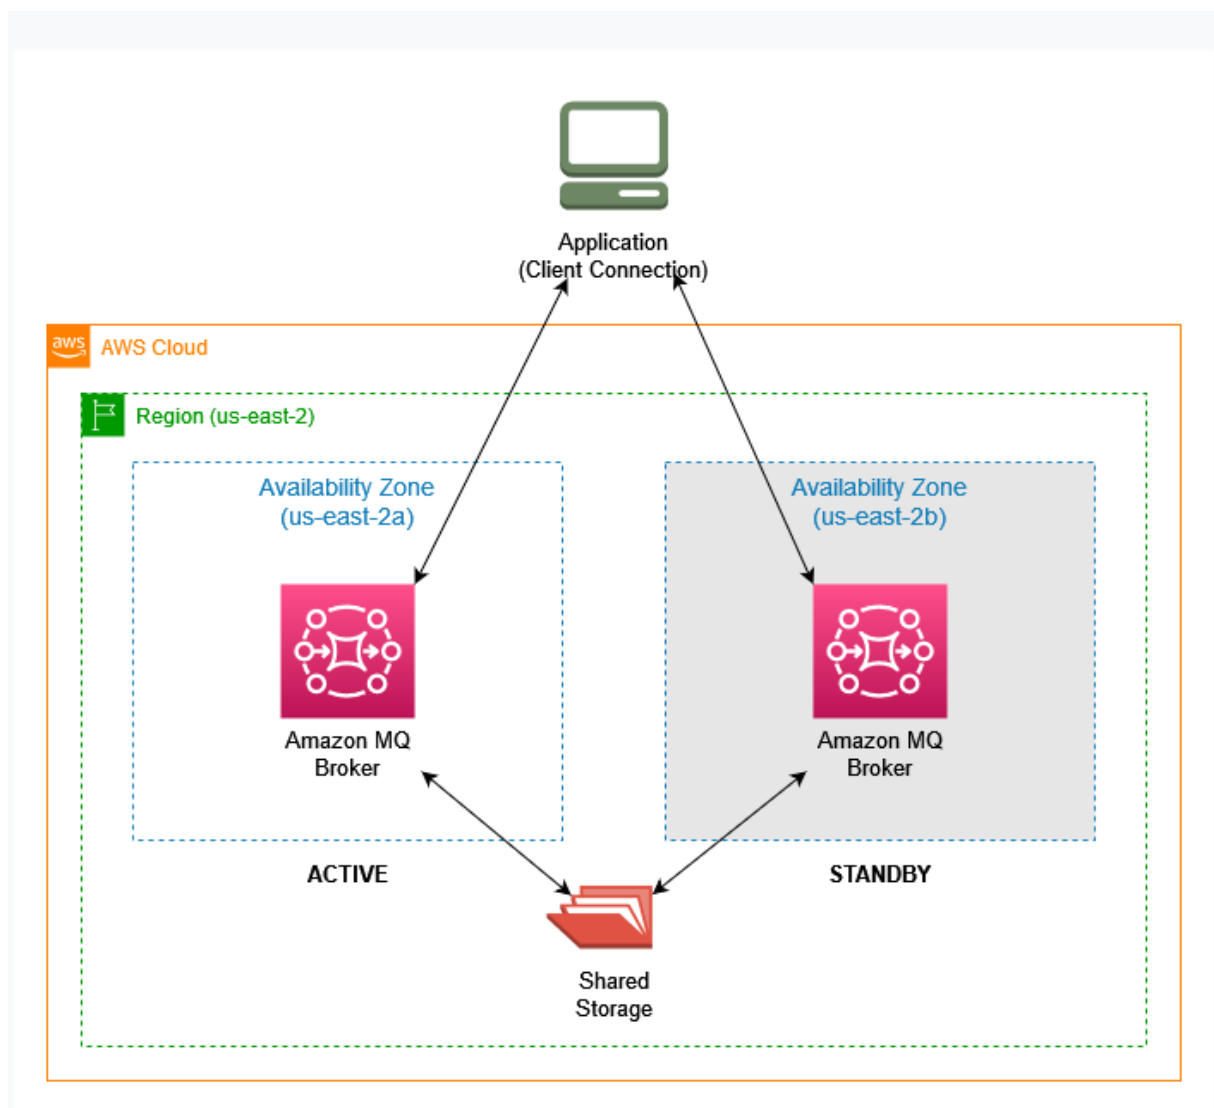 Application
(Client Connection)
aws
AWS Cloud
Region (us-east-2)
Availability Zone
(us-east-2a)
Availability Zone
(us-east-2b)
Amazon MQ
Broker
Amazon MQ
Broker
ACTIVE
STANDBY
Shared
Storage